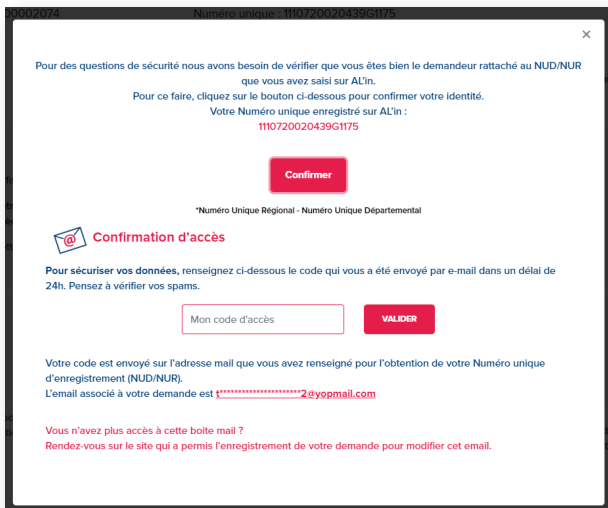 00002074 Numéro unique : 1110720020439G1175
×
Pour des questions de sécurité nous avons besoin de vérifier que vous êtes bien le demandeur rattaché au NUD/NUR
que vous avez saisi sur AL'in.
Pour ce faire, cliquez sur le bouton ci-dessous pour confirmer votre identité.
Votre Numéro unique enregistré sur AL'in :
1110720020439G1175
Confirmer
*Numéro Unique Régional - Numéro Unique Départemental
@ Confirmation d'accès
Pour sécuriser vos données, renseignez ci-dessous le code qui vous a été envoyé par e-mail dans un délai de
24h. Pensez à vérifier vos spams.
Mon code d'accès VALIDER
Votre code est envoyé sur l'adresse mail que vous avez renseigné pour l'obtention de votre Numéro unique
d'enregistrement (NUD/NUR).
L'email associé à votre demande est t*********************2@yopmail.com
Vous n'avez plus accès à cette boite mail ?
Rendez-vous sur le site qui a permis l'enregistrement de votre demande pour modifier cet email.